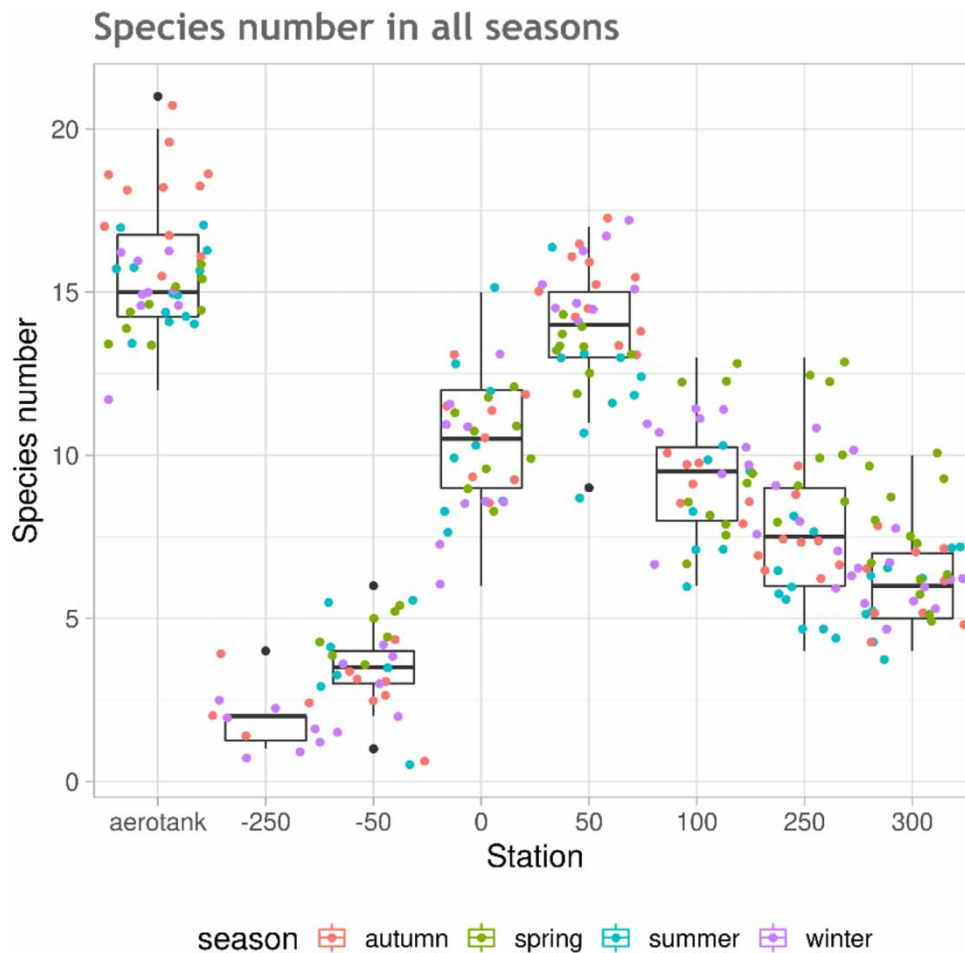 Species number in all seasons
Species number
20
15
10
5
0
aerotank -250 -50 0 50 100 250 300
Station
season autumn spring summer winter